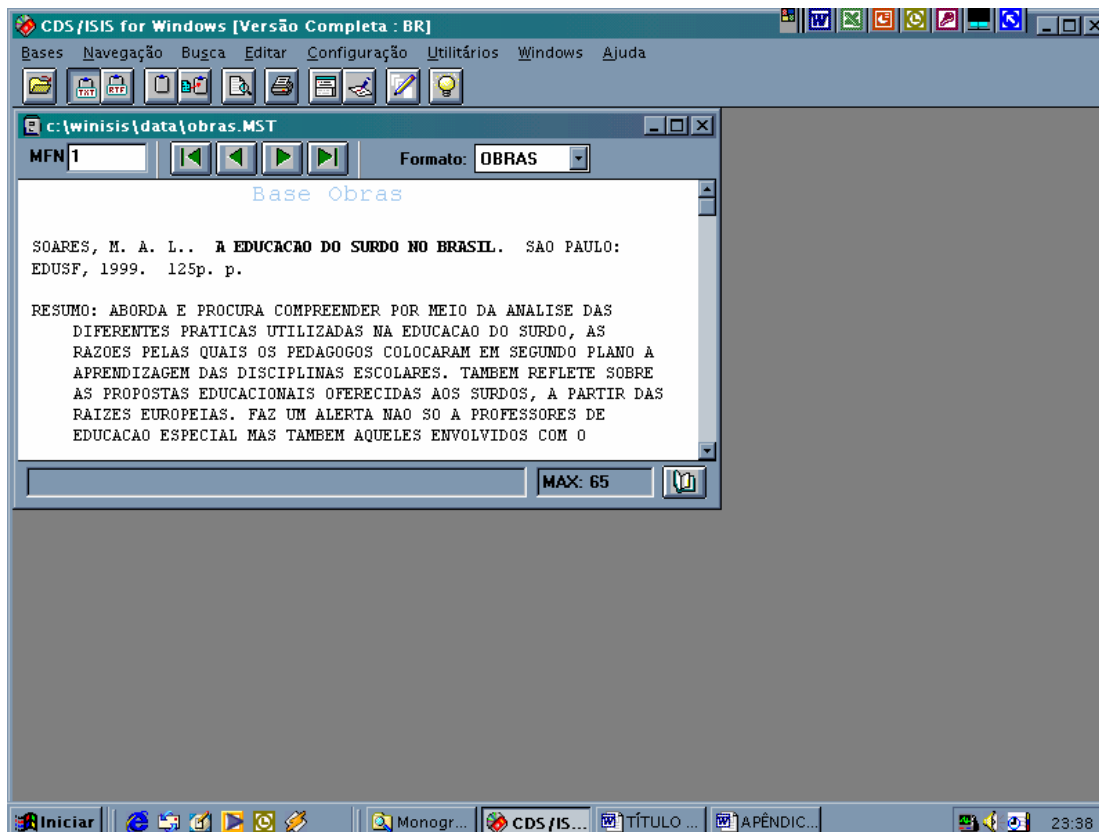 CDS/ISIS for Windows [Versão Completa : BR]
Bases Navegação Busca Editar Configuração Utilitários Windows Ajuda
TXT RTF
c:\winisis\data\obras.MST
MFN 1 Formato: OBRAS
Base Obras
SOARES, M. A. L.. A EDUCACAO DO SURDO NO BRASIL. SAO PAULO:
EDUSF, 1999. 125p. p.
RESUMO: ABORDA E PROCURA COMPREENDER POR MEIO DA ANALISE DAS
DIFERENTES PRATICAS UTILIZADAS NA EDUCACAO DO SURDO, AS
RAZOES PELAS QUAIS OS PEDAGOGOS COLOCARAM EM SEGUNDO PLANO A
APRENDIZAGEM DAS DISCIPLINAS ESCOLARES. TAMBEM REFLETE SOBRE
AS PROPOSTAS EDUCACIONAIS OFERECIDAS AOS SURDOS, A PARTIR DAS
RAIZES EUROPEIAS. FAZ UM ALERTA NAO SO A PROFESSORES DE
EDUCACAO ESPECIAL MAS TAMBEM AQUELES ENVOLVIDOS COM O
MAX: 65
Iniciar Monogr... CDS/IS... TÍTULO ... APÊNDIC... 23:38